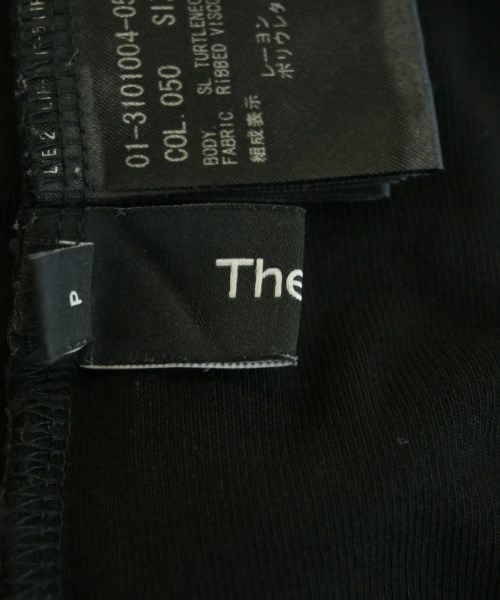 01-3101004-05
COL. 050 SI
BODY SL TURTLENEC
FABRIC RIBBED VISCO
組成表示 レーヨン
ポリウレタ
The
P